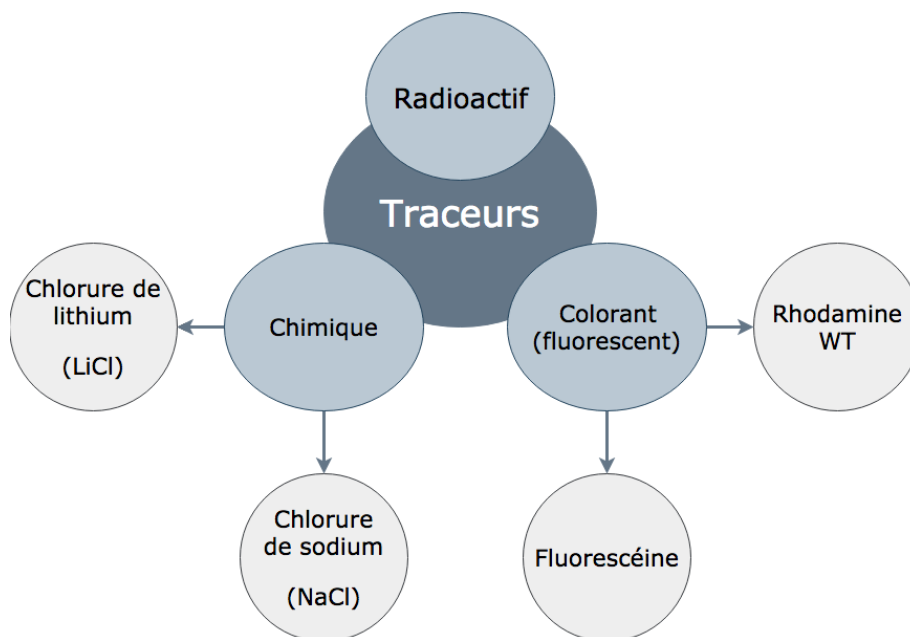 Radioactif
Traceurs
Chlorure de
lithium
(LiCl)
Chimique
Colorant
(fluorescent)
Rhodamine
WT
Chlorure
de sodium
(NaCl)
Fluorescéine